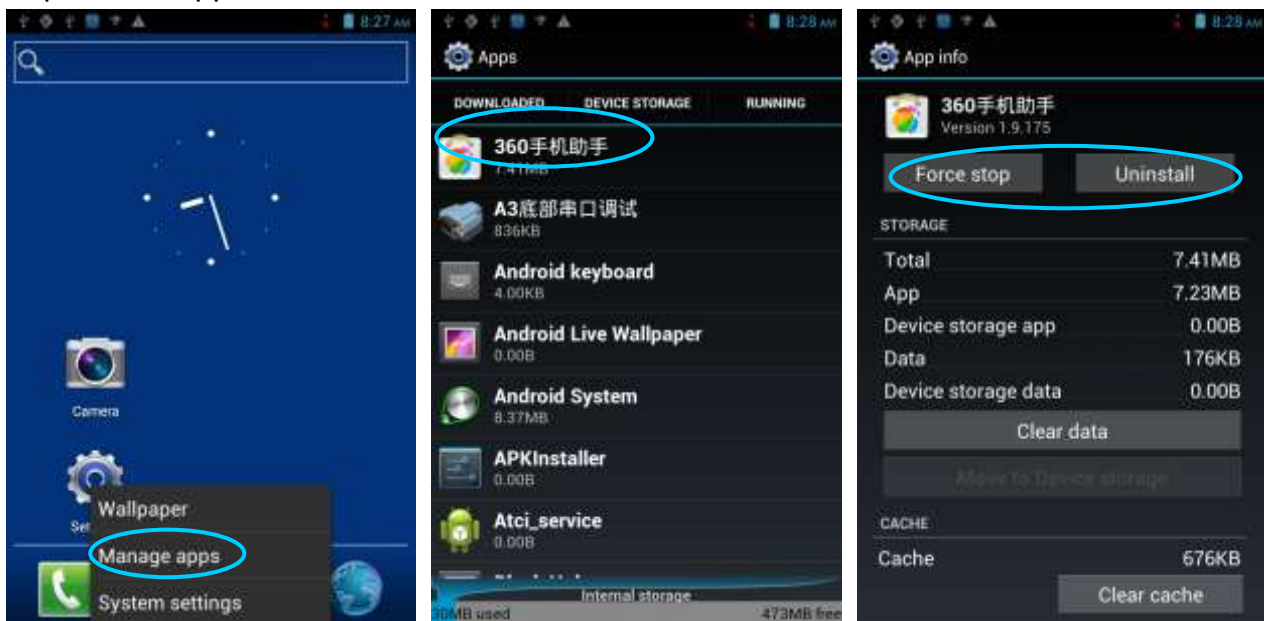 8:27 AM
Camera
Wallpaper
Manage apps
System settings
8:28 AM
Apps
DOWNLOADED
DEVICE STORAGE
RUNNING
360手机助手
7.41MB
A3底部串口调试
836KB
Android keyboard
4.00KB
Android Live Wallpaper
0.00B
Android System
8.37MB
APKInstaller
0.00B
Atci_service
0.00B
Internal storage
30MB used
473MB free
8:28 AM
App info
360手机助手
Version 1.9.175
Force stop
Uninstall
STORAGE
Total 7.41MB
App 7.23MB
Device storage app 0.00B
Data 176KB
Device storage data 0.00B
Clear data
Move to Device storage
CACHE
Cache 676KB
Clear cache